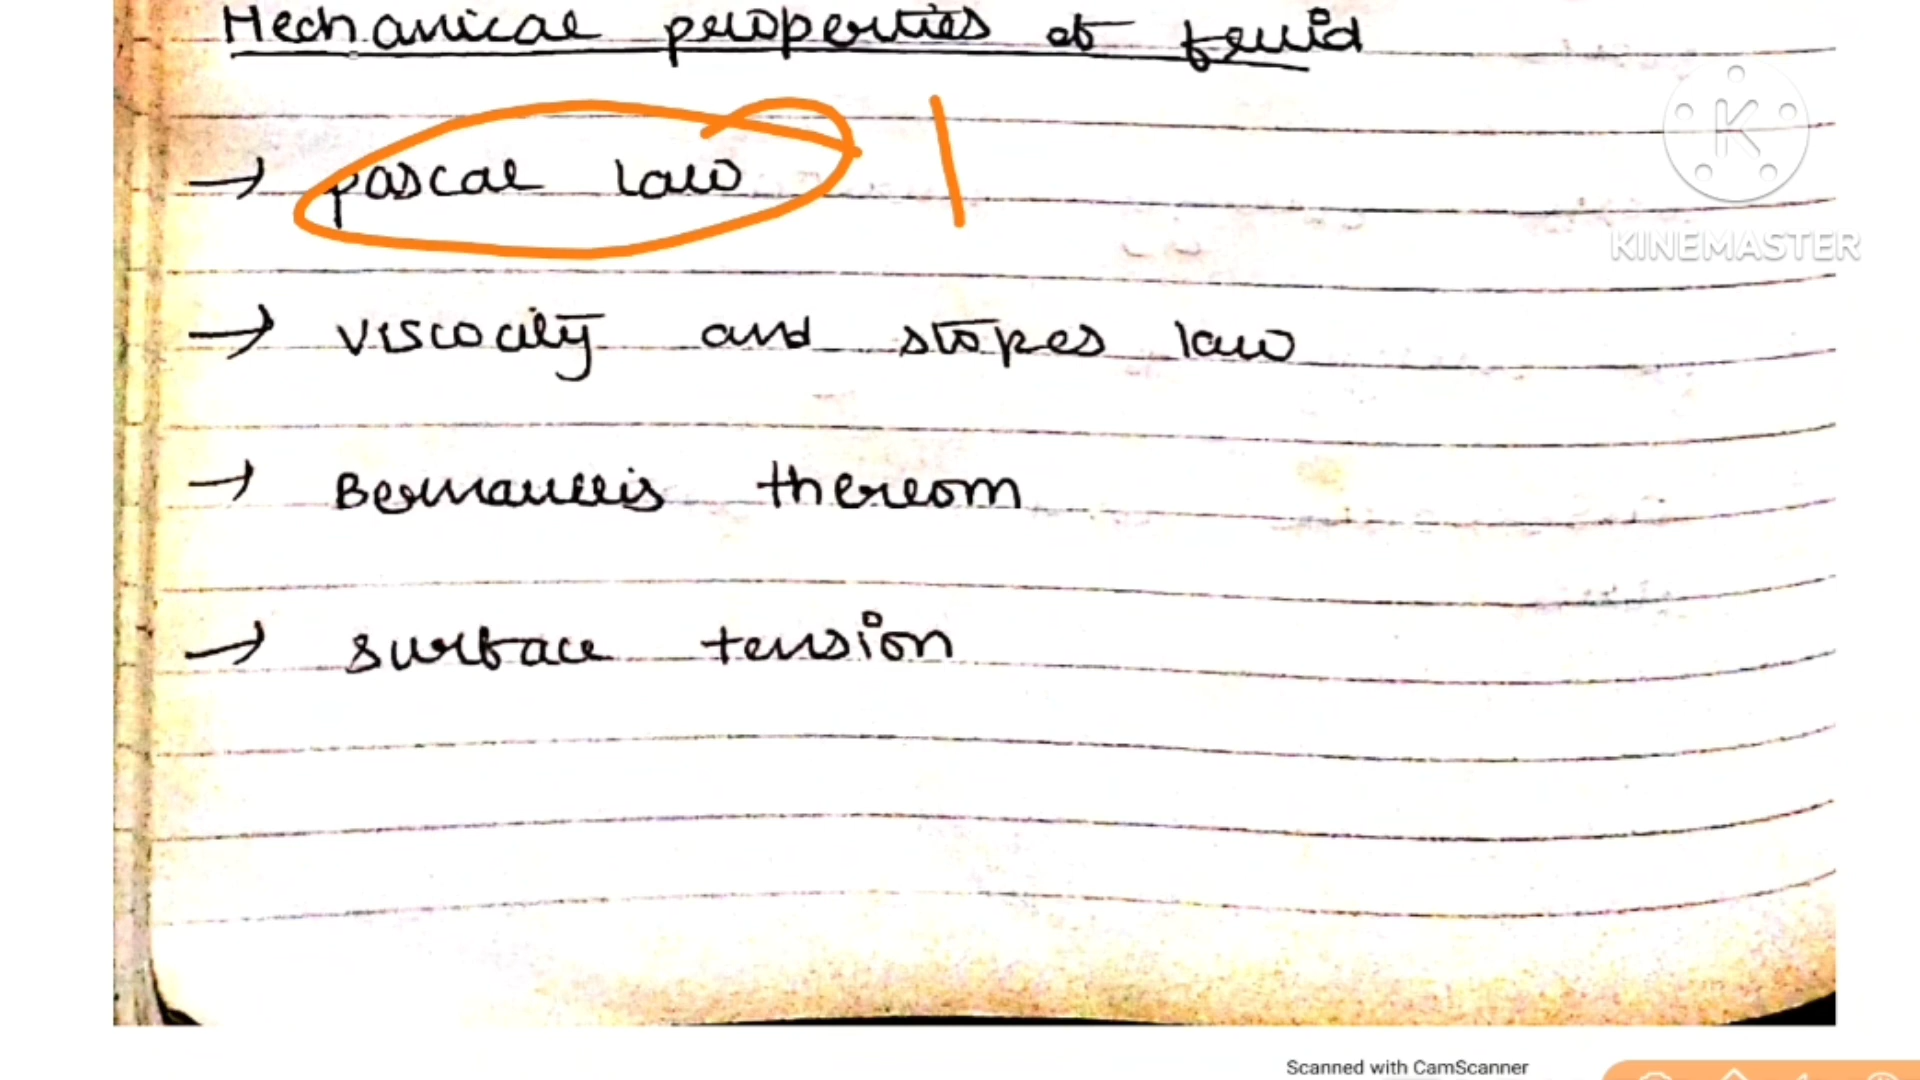 Mechanical properties of fluid
→ pascal law
KINEMASTER
→ viscocity and stokes law
→ Bernaullis thereom
→ surface tension
Scanned with CamScanner